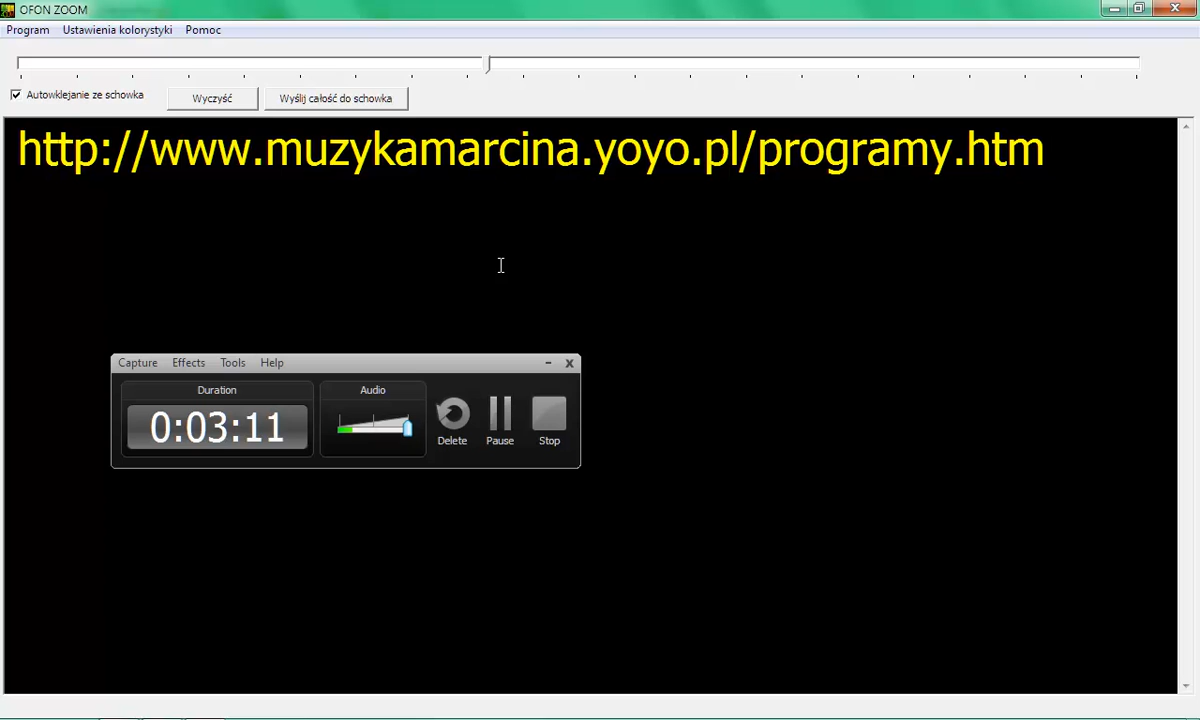 OFON ZOOM
Program Ustawienia kolorystyki Pomoc
Autowklejanie ze schowka Wyczyść Wyślij całość do schowka
http://www.muzykamarcina.yoyo.pl/programy.htm
Capture Effects Tools Help
Duration Audio
0:03:11
Delete Pause Stop